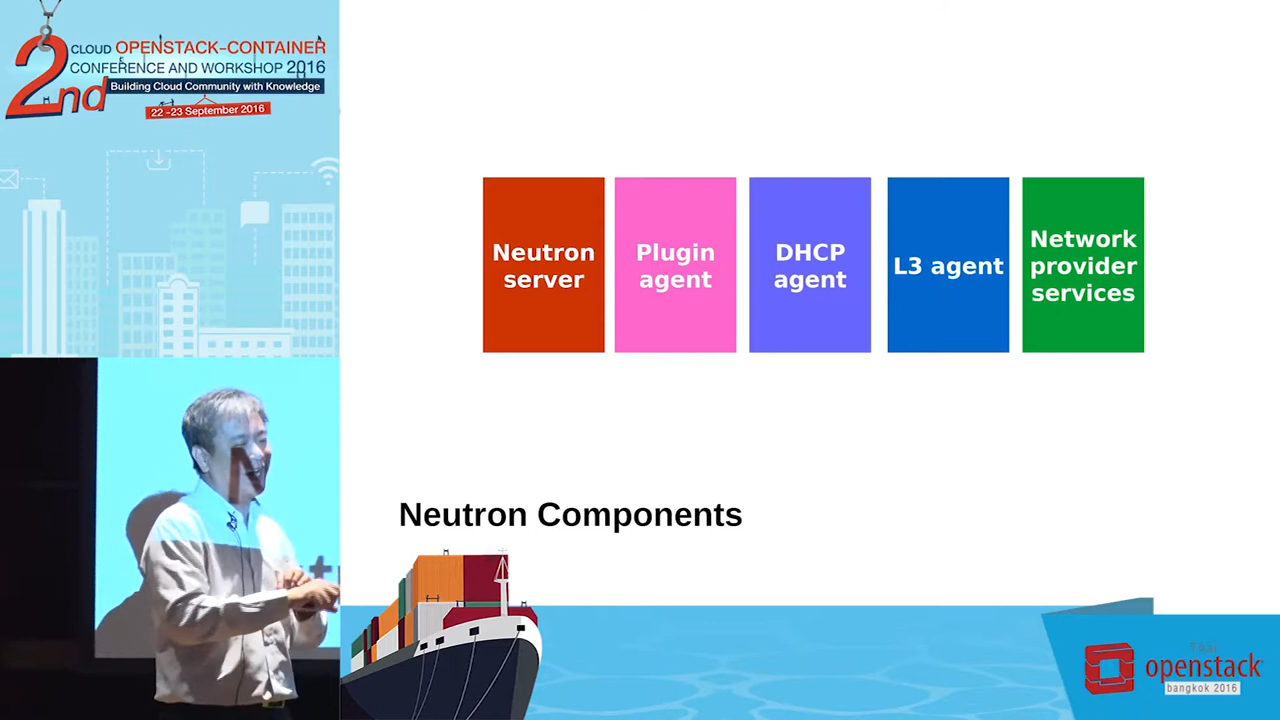 2nd
CLOUD OPENSTACK-CONTAINER
CONFERENCE AND WORKSHOP 2016
Building Cloud Community with Knowledge
22 -23 September 2016
Neutron
server
Plugin
agent
DHCP
agent
L3 agent
Network
provider
services
Neutron Components
Thai
openstack
bangkok 2016